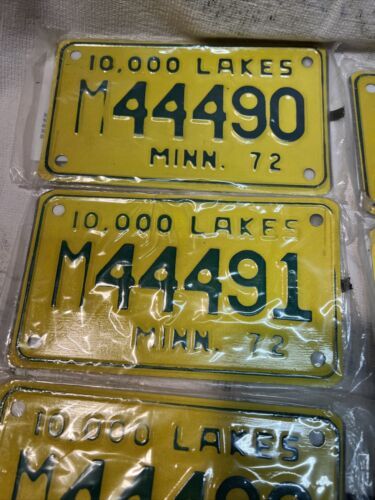 10,000 LAKES
M44490
MINN. 72
10,000 LAKES
M44491
MINN. 72
10,000 LAKES